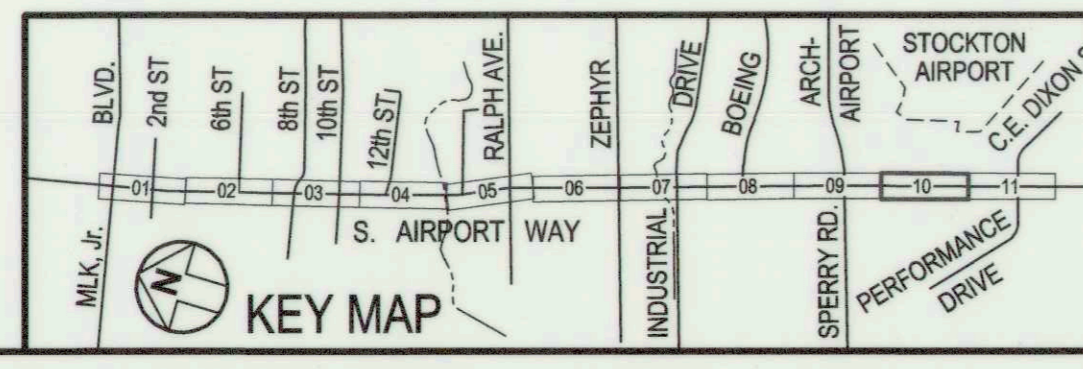 MLK, Jr. BLVD.
2nd ST
6th ST
8th ST
10th ST
12th ST
RALPH AVE.
ZEPHYR
INDUSTRIAL DRIVE
BOEING
ARCH-
AIRPORT
SPERRY RD.
STOCKTON
AIRPORT
C.E. DIXON
PERFORMANCE
DRIVE
01
02
03
04
05
06
07
08
09
10
11
S. AIRPORT WAY
N
KEY MAP